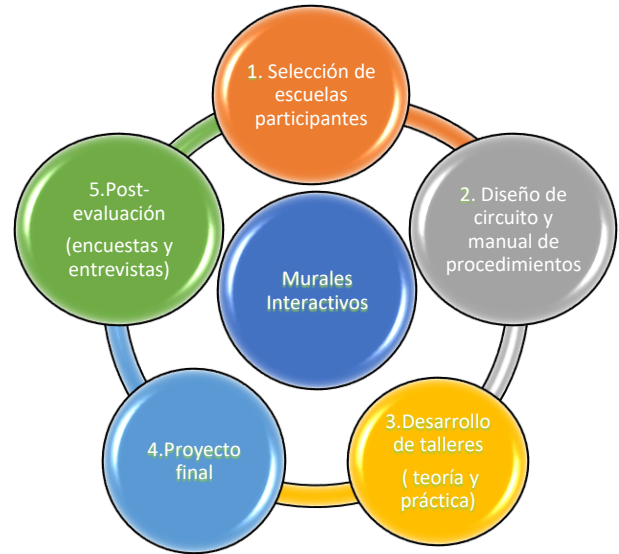 1. Selección de
escuelas
participantes
2. Diseño de
circuito y
manual de
procedimientos
3.Desarrollo
de talleres
( teoría y
práctica)
4.Proyecto
final
5.Post-
evaluación
(encuestas y
entrevistas)
Murales
Interactivos